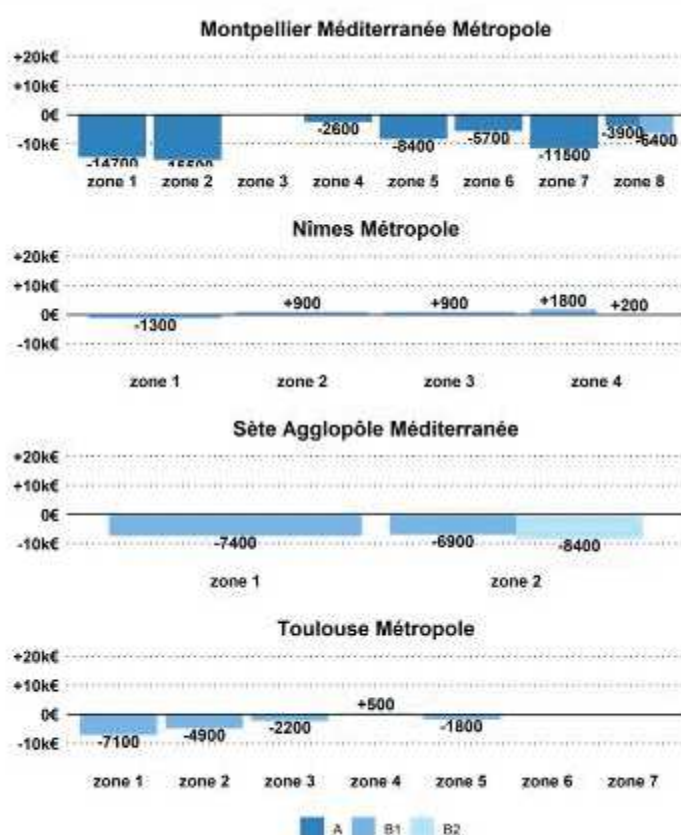 Montpellier Méditerranée Métropole
+20k€
+10k€
0€
-10k€
-14700
-15500
-2600
-8400
-5700
-11500
-3900
-6400
zone 1 zone 2 zone 3 zone 4 zone 5 zone 6 zone 7 zone 8
Nîmes Métropole
+20k€
+10k€
0€
-10k€
-1300
+900
+900
+1800
+200
zone 1 zone 2 zone 3 zone 4
Sète Agglopôle Méditerranée
+20k€
+10k€
0€
-10k€
-7400
-6900
-8400
zone 1 zone 2
Toulouse Métropole
+20k€
+10k€
0€
-10k€
-7100
-4900
-2200
+500
-1800
zone 1 zone 2 zone 3 zone 4 zone 5 zone 6 zone 7
A B1 B2